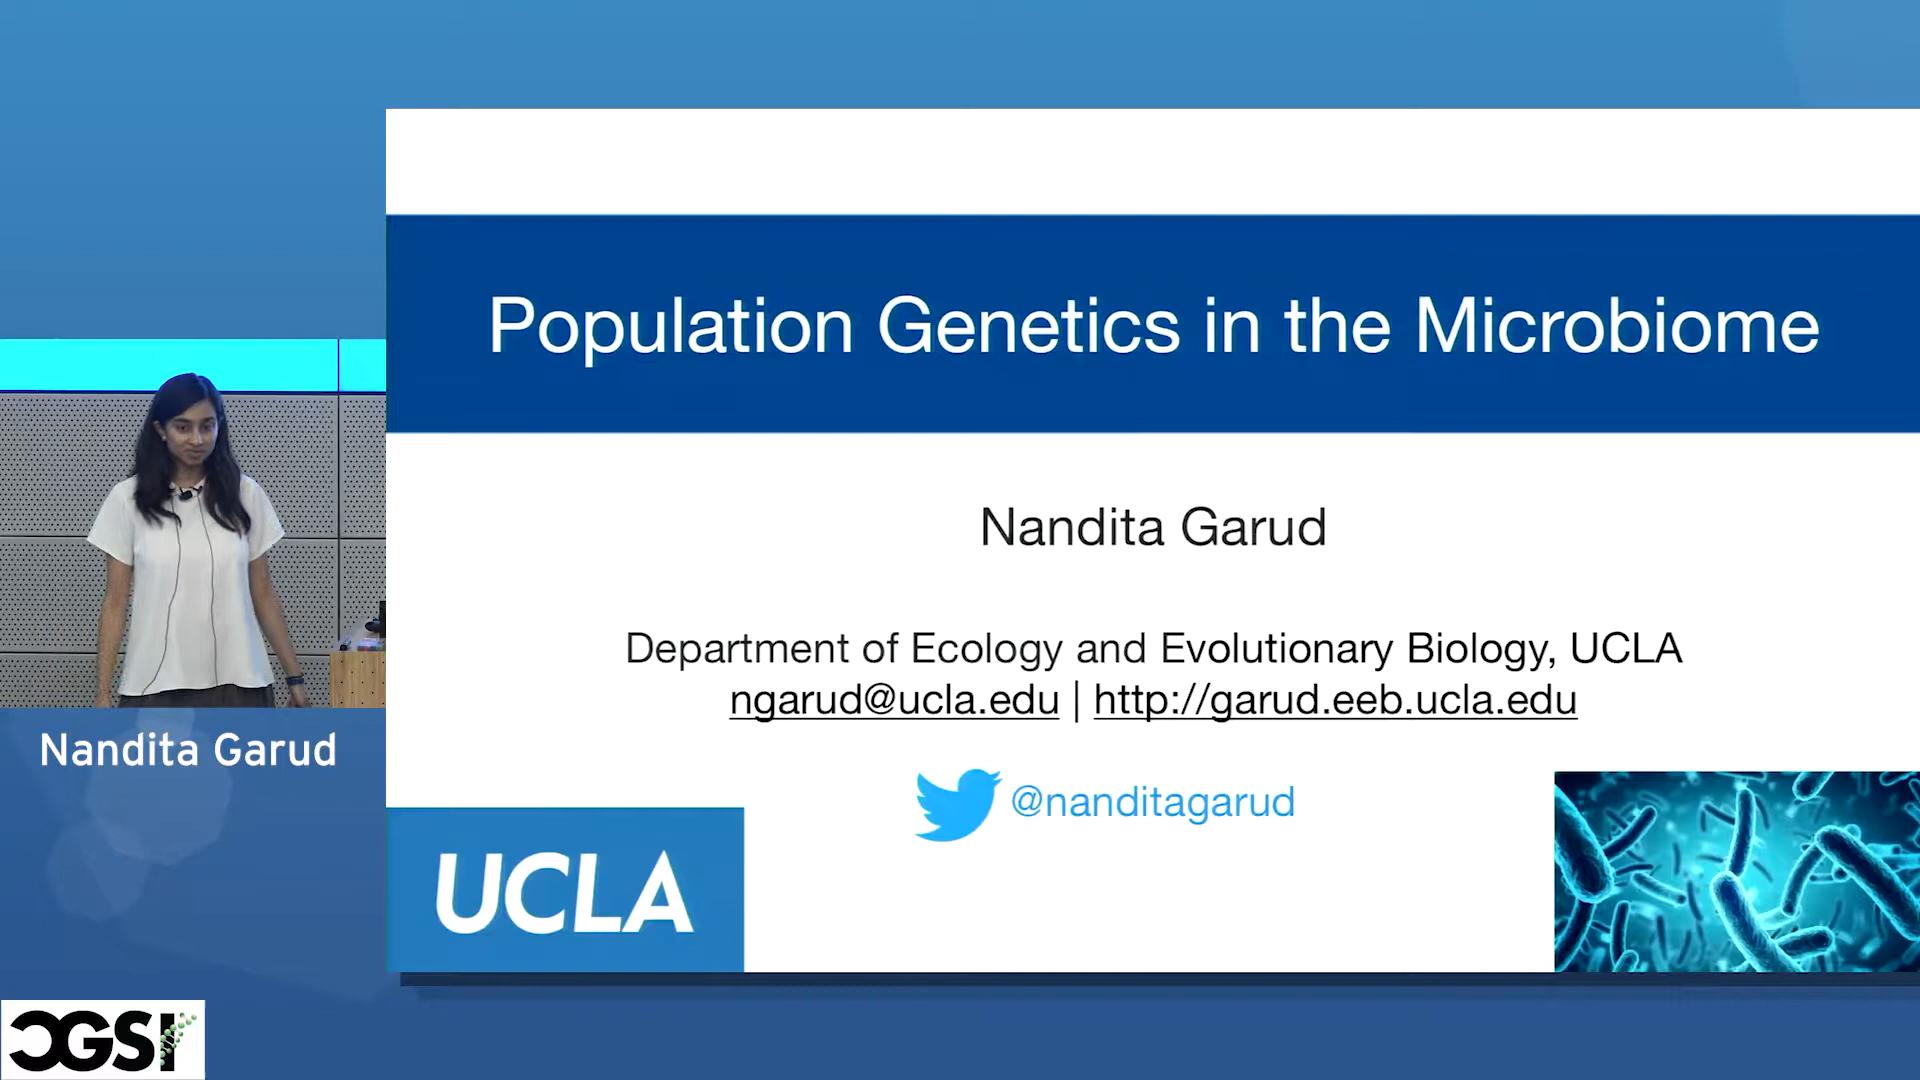 Population Genetics in the Microbiome
Nandita Garud
Department of Ecology and Evolutionary Biology, UCLA
ngarud@ucla.edu | http://garud.eeb.ucla.edu
@nanditagarud
UCLA
Nandita Garud
CGSI